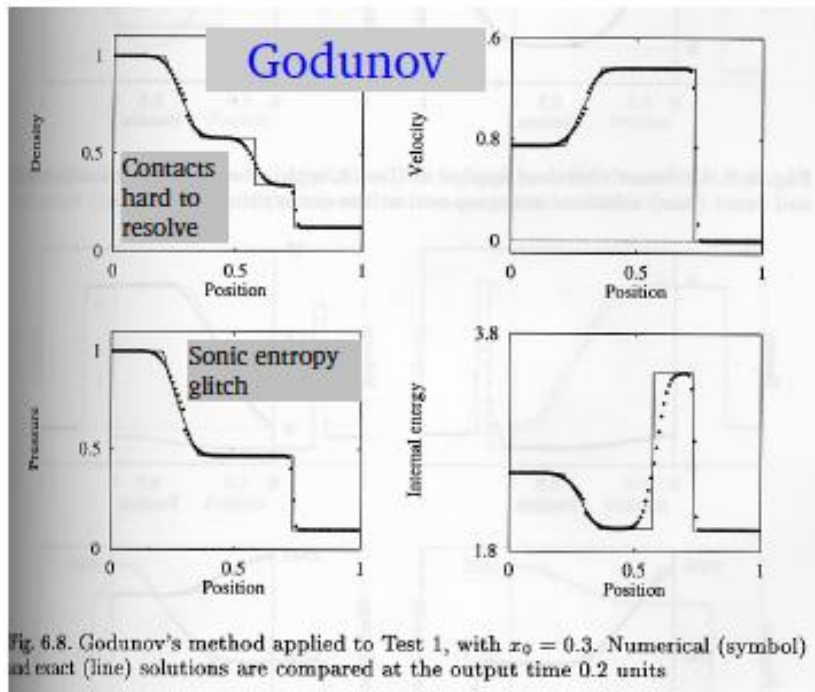 Godunov
1
0.5
0
Density
Contacts
hard to
resolve
0
0.5
1
Position
.6
0.8
0
Velocity
0
0.5
1
Position
1
0.5
0
Pressure
Sonic entropy
glitch
0
0.5
1
Position
3.8
1.8
Internal energy
0
0.5
1
Position
Fig. 6.8. Godunov's method applied to Test 1, with x₀ = 0.3. Numerical (symbol)
and exact (line) solutions are compared at the output time 0.2 units